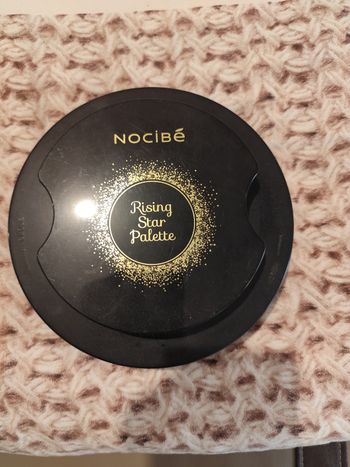 NOCIBÉ
Rising
Star
Palette